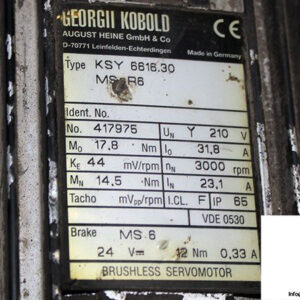 GEORGII KOBOLD
AUGUST HEINE GmbH & Co
D-70771 Leinfelden-Echterdingen
Made in Germany
CE
Type KSY 6616.30
MS R6
Ident. No.
No. 417975 UN Y 210 V
MO 17,8 Nm IO 31,8 A
KE 44 mV/rpm nN 3000 rpm
MN 14,5 Nm IN 23,1 A
Tacho mVPP/rpm I.CL. F IP 65
VDE 0530
Brake MS 6
24 V= 12 Nm 0,33 A
BRUSHLESS SERVOMOTOR